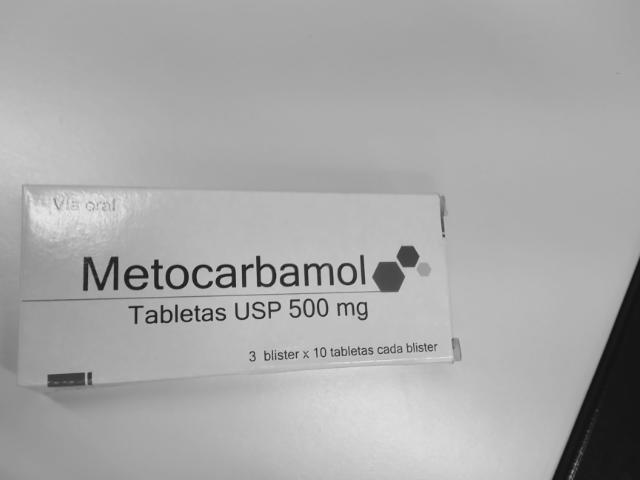 Vía oral
Metocarbamol
Tabletas USP 500 mg
3 blister x 10 tabletas cada blister